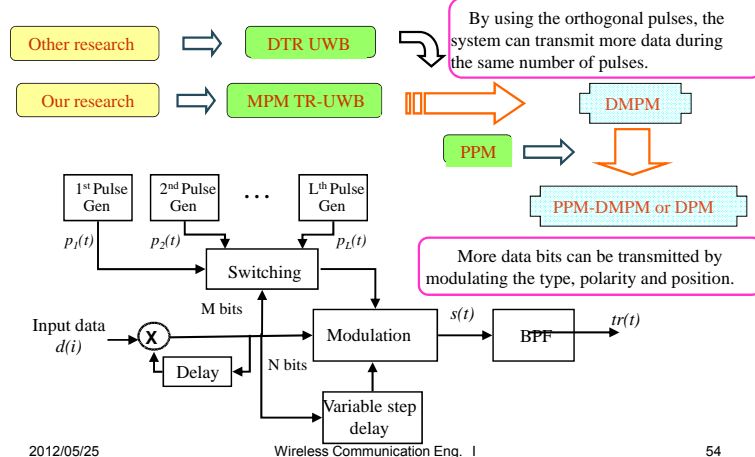 Other research
DTR UWB
By using the orthogonal pulses, the
system can transmit more data during
the same number of pulses.
Our research
MPM TR-UWB
DMPM
PPM
PPM-DMPM or DPM
1st Pulse
Gen
2nd Pulse
Gen
...
Lth Pulse
Gen
p1(t)
p2(t)
pL(t)
Switching
More data bits can be transmitted by
modulating the type, polarity and position.
M bits
Input data
d(i)
X
Modulation
s(t)
BPF
tr(t)
Delay
N bits
Variable step
delay
2012/05/25
Wireless Communication Eng. I
54